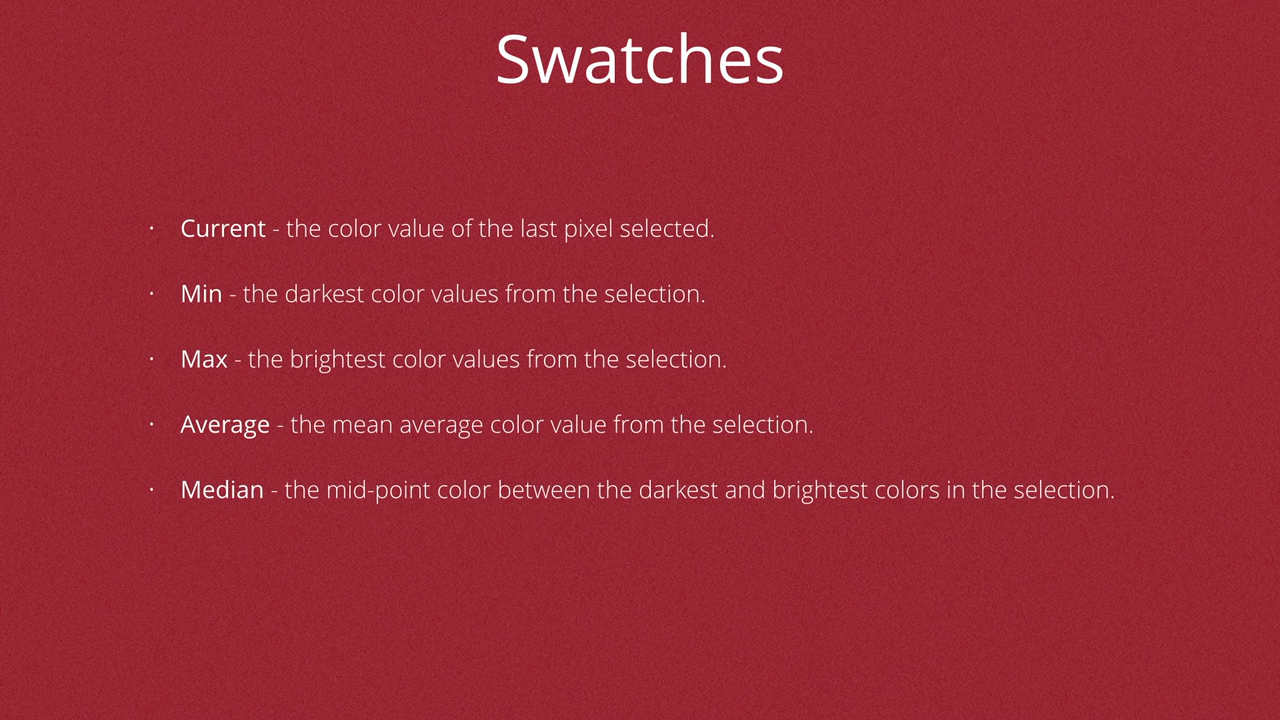 Swatches
· Current - the color value of the last pixel selected.
· Min - the darkest color values from the selection.
· Max - the brightest color values from the selection.
· Average - the mean average color value from the selection.
· Median - the mid-point color between the darkest and brightest colors in the selection.